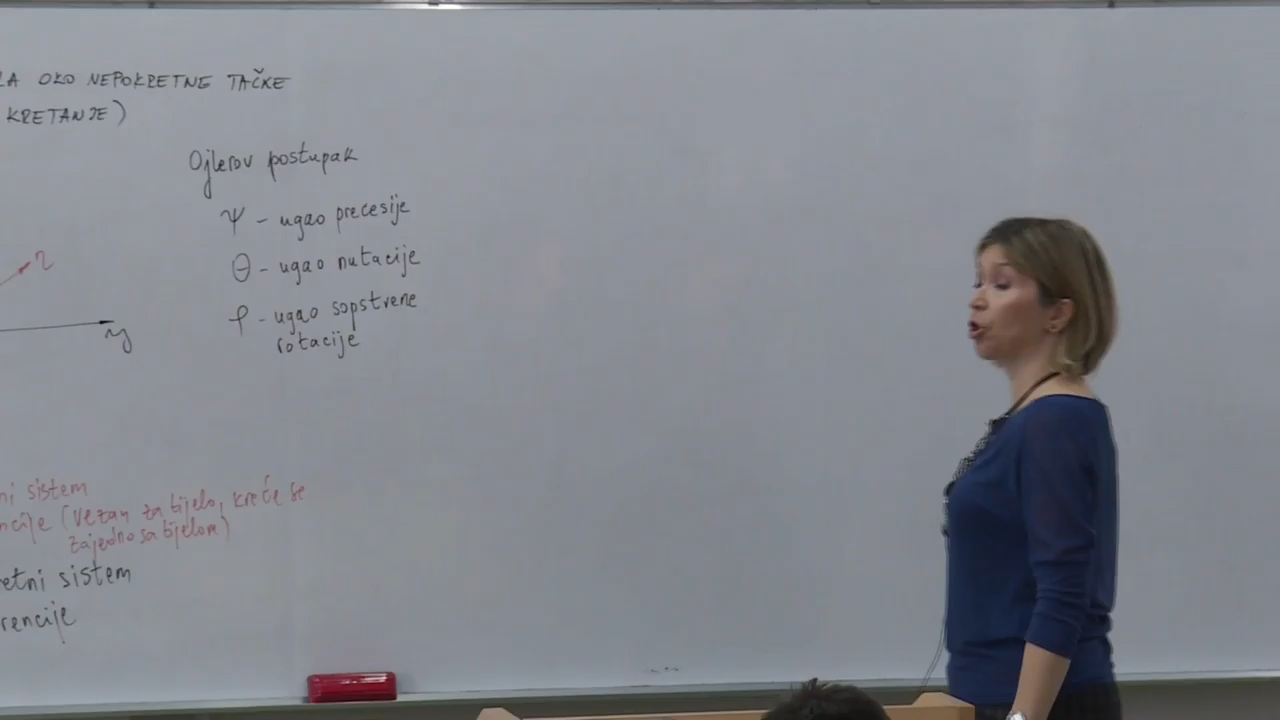 LA OKO NEPOKRETNE TAČKE
KRETANJE)
Ojlerov postupak
ψ - ugao precesije
θ - ugao nutacije
φ - ugao sopstvene
rotacije
η
y
ni sistem
ncije (vezan za tijelo, kreće se
zajedno sa tijelom)
etni sistem
rencije